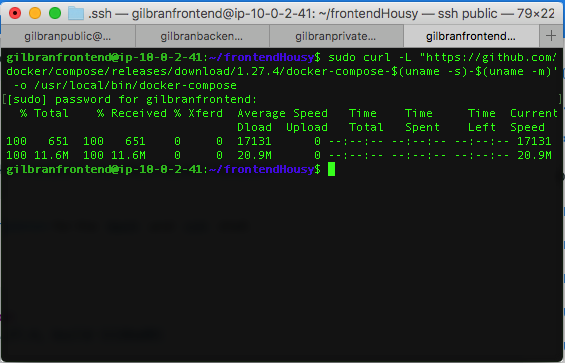 .ssh — gilbranfrontend@ip-10-0-2-41: ~/frontendHousy — ssh public — 79×22
gilbranpublic@... gilbranbacken... gilbranprivate... gilbranfrontend... +
gilbranfrontend@ip-10-0-2-41:~/frontendHousy$ sudo curl -L "https://github.com/
docker/compose/releases/download/1.27.4/docker-compose-$(uname -s)-$(uname -m)"
 -o /usr/local/bin/docker-compose
[[sudo] password for gilbranfrontend: ]
  % Total    % Received % Xferd  Average Speed   Time    Time     Time  Current
                                 Dload  Upload   Total   Spent    Left  Speed
100   651  100   651    0     0  17131      0 --:--:-- --:--:-- --:--:-- 17131
100 11.6M  100 11.6M    0     0  20.9M      0 --:--:-- --:--:-- --:--:-- 20.9M
gilbranfrontend@ip-10-0-2-41:~/frontendHousy$